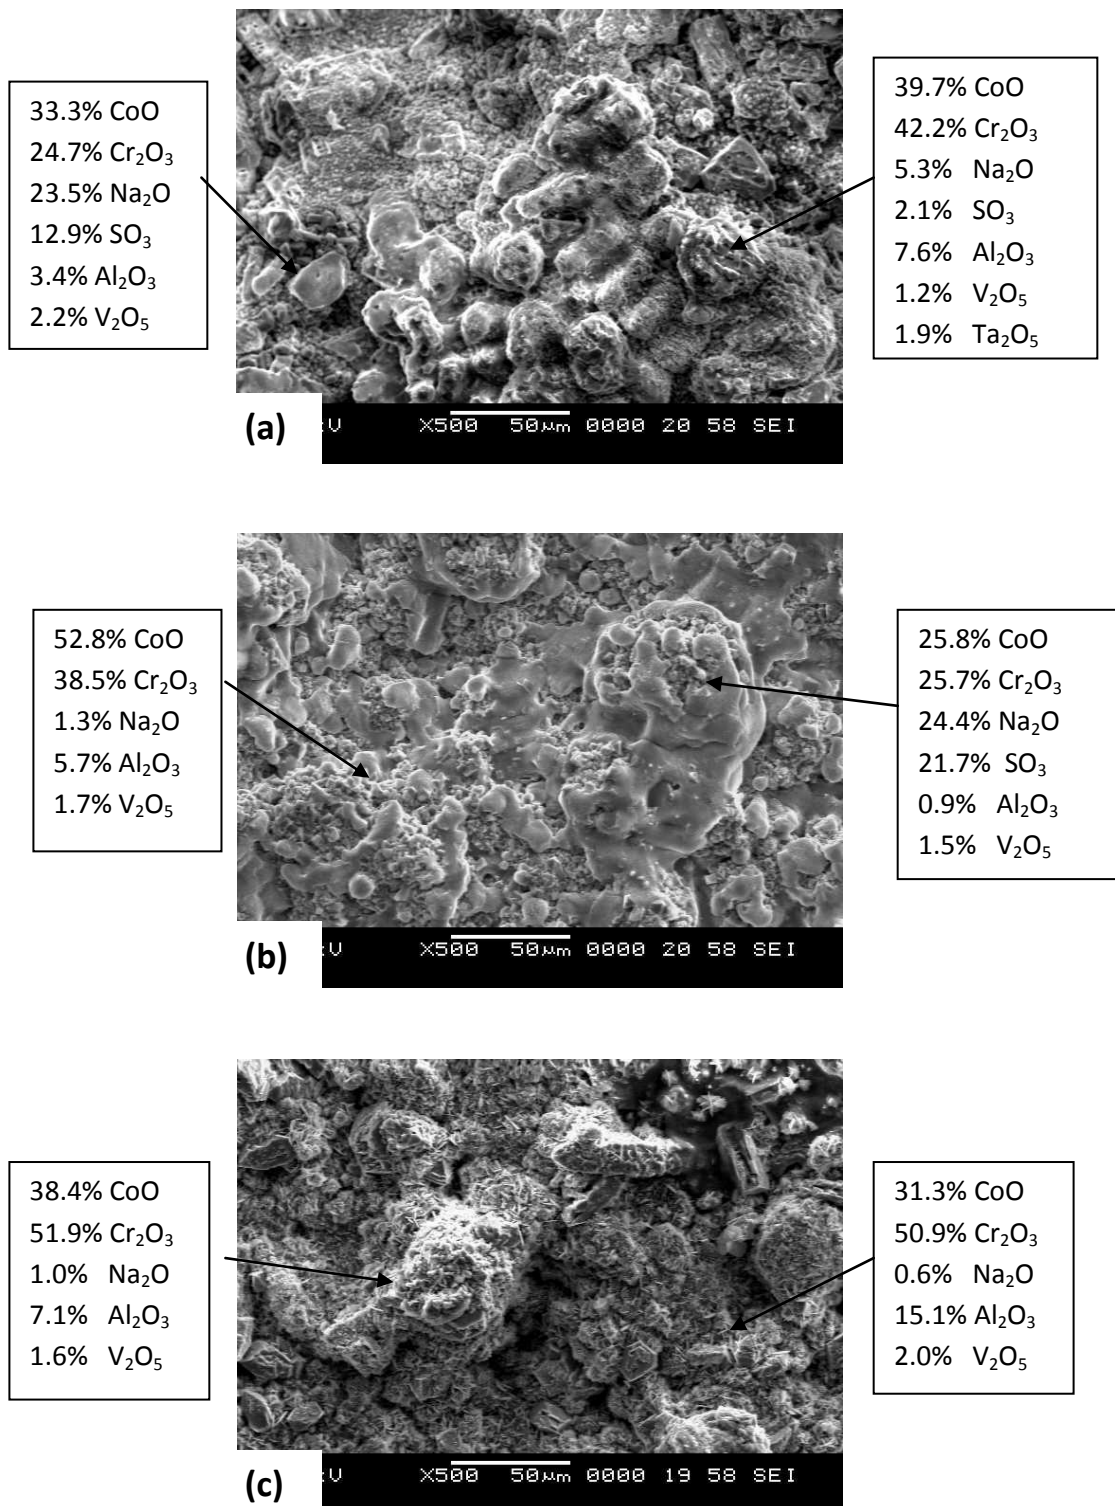 33.3% CoO
24.7% Cr₂O₃
23.5% Na₂O
12.9% SO₃
3.4% Al₂O₃
2.2% V₂O₅
39.7% CoO
42.2% Cr₂O₃
5.3% Na₂O
2.1% SO₃
7.6% Al₂O₃
1.2% V₂O₅
1.9% Ta₂O₅
(a)
V X500 50µm 0000 20 58 SEI
52.8% CoO
38.5% Cr₂O₃
1.3% Na₂O
5.7% Al₂O₃
1.7% V₂O₅
25.8% CoO
25.7% Cr₂O₃
24.4% Na₂O
21.7% SO₃
0.9% Al₂O₃
1.5% V₂O₅
(b)
V X500 50µm 0000 20 58 SEI
38.4% CoO
51.9% Cr₂O₃
1.0% Na₂O
7.1% Al₂O₃
1.6% V₂O₅
31.3% CoO
50.9% Cr₂O₃
0.6% Na₂O
15.1% Al₂O₃
2.0% V₂O₅
(c)
V X500 50µm 0000 19 58 SEI